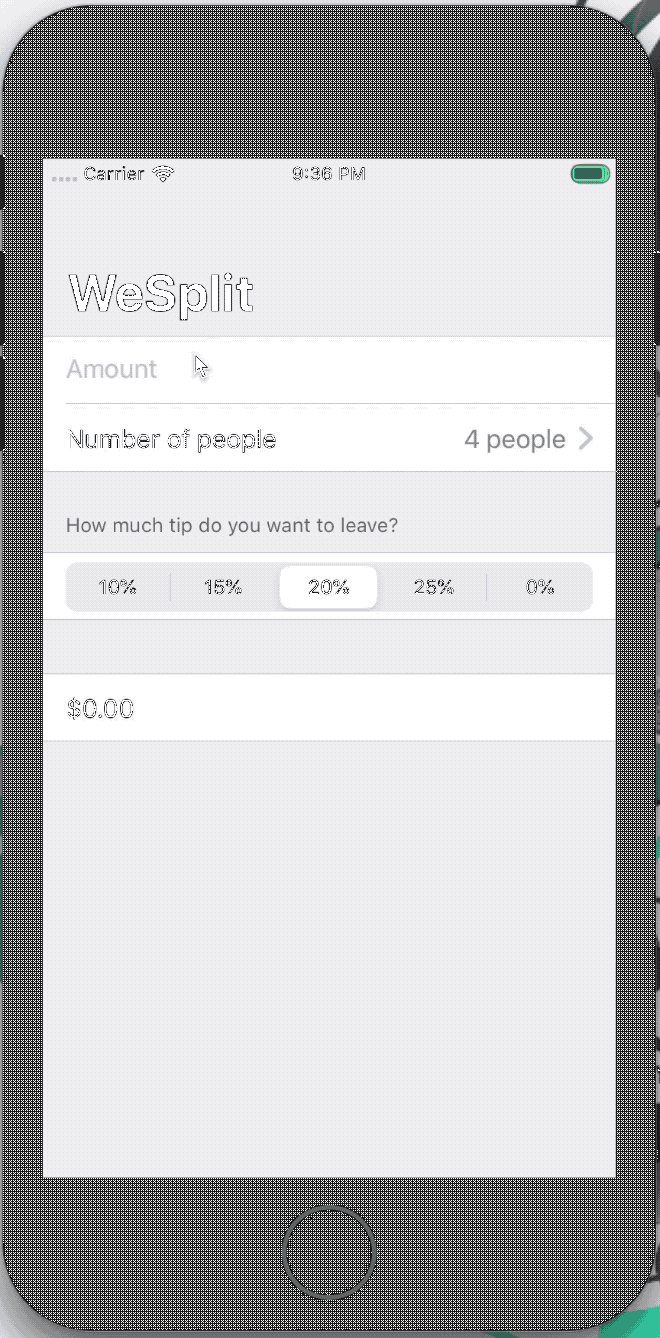 Carrier 9:36 PM
WeSplit
Amount
Number of people 4 people
How much tip do you want to leave?
10% 15% 20% 25% 0%
$0.00